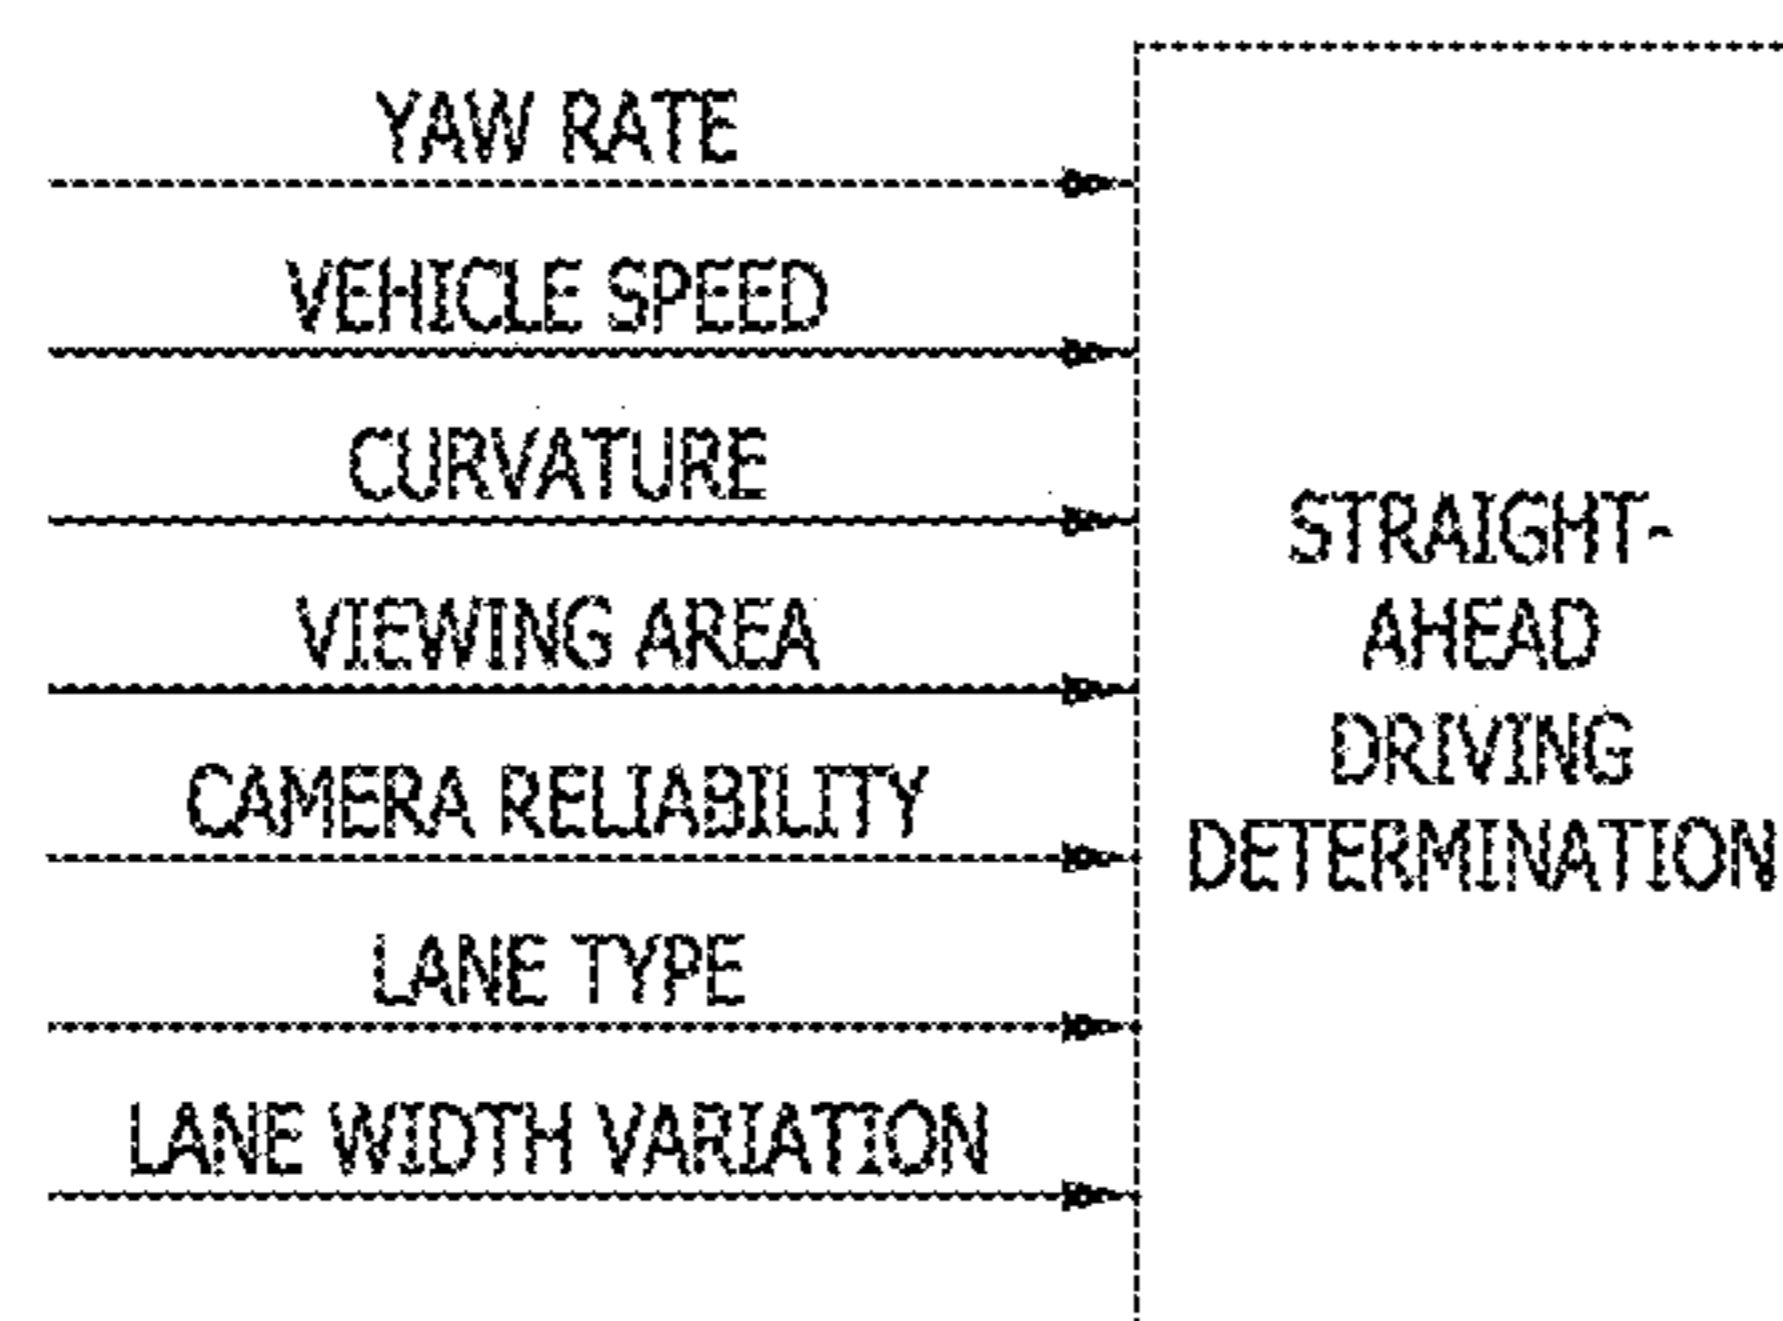 YAW RATE
VEHICLE SPEED
CURVATURE
VIEWING AREA
CAMERA RELIABILITY
LANE TYPE
LANE WIDTH VARIATION
STRAIGHT-
AHEAD
DRIVING
DETERMINATION